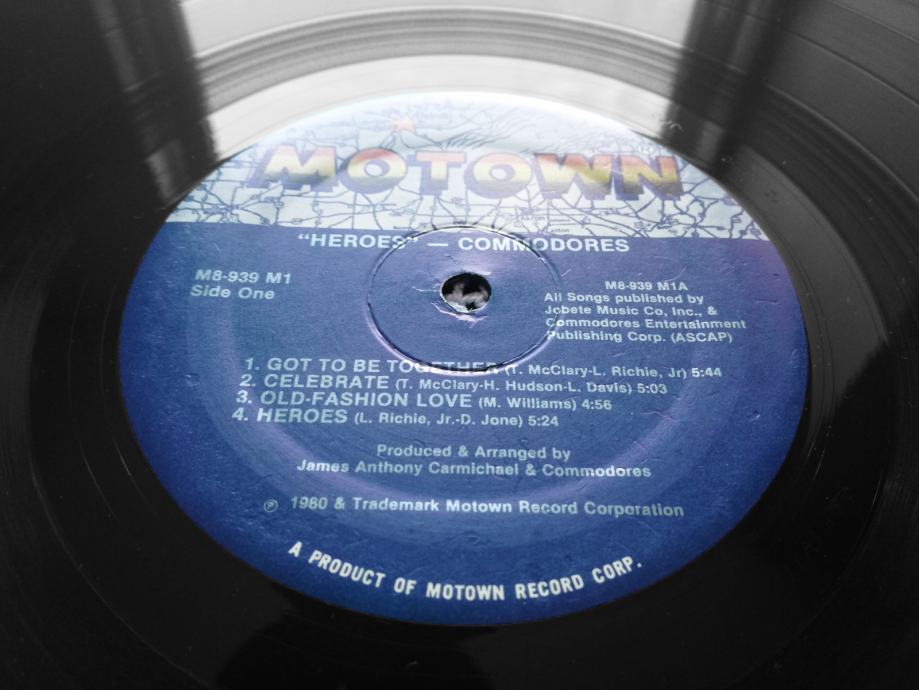 MOTOWN
"HEROES" — COMMODORES
M8-939 M1
Side One
M8-939 M1A
All Songs published by
Jobete Music Co, Inc., &
Commodores Entertainment
Publishing Corp. (ASCAP)
1. GOT TO BE TOGETHER (T. McClary-L. Richie, Jr) 5:44
2. CELEBRATE (T. McClary-H. Hudson-L. Davis) 5:03
3. OLD-FASHION LOVE (M. Williams) 4:56
4. HEROES (L. Richie, Jr.-D. Jone) 5:24
Produced & Arranged by
James Anthony Carmichael & Commodores
℗ 1980 & Trademark Motown Record Corporation
A PRODUCT OF MOTOWN RECORD CORP.